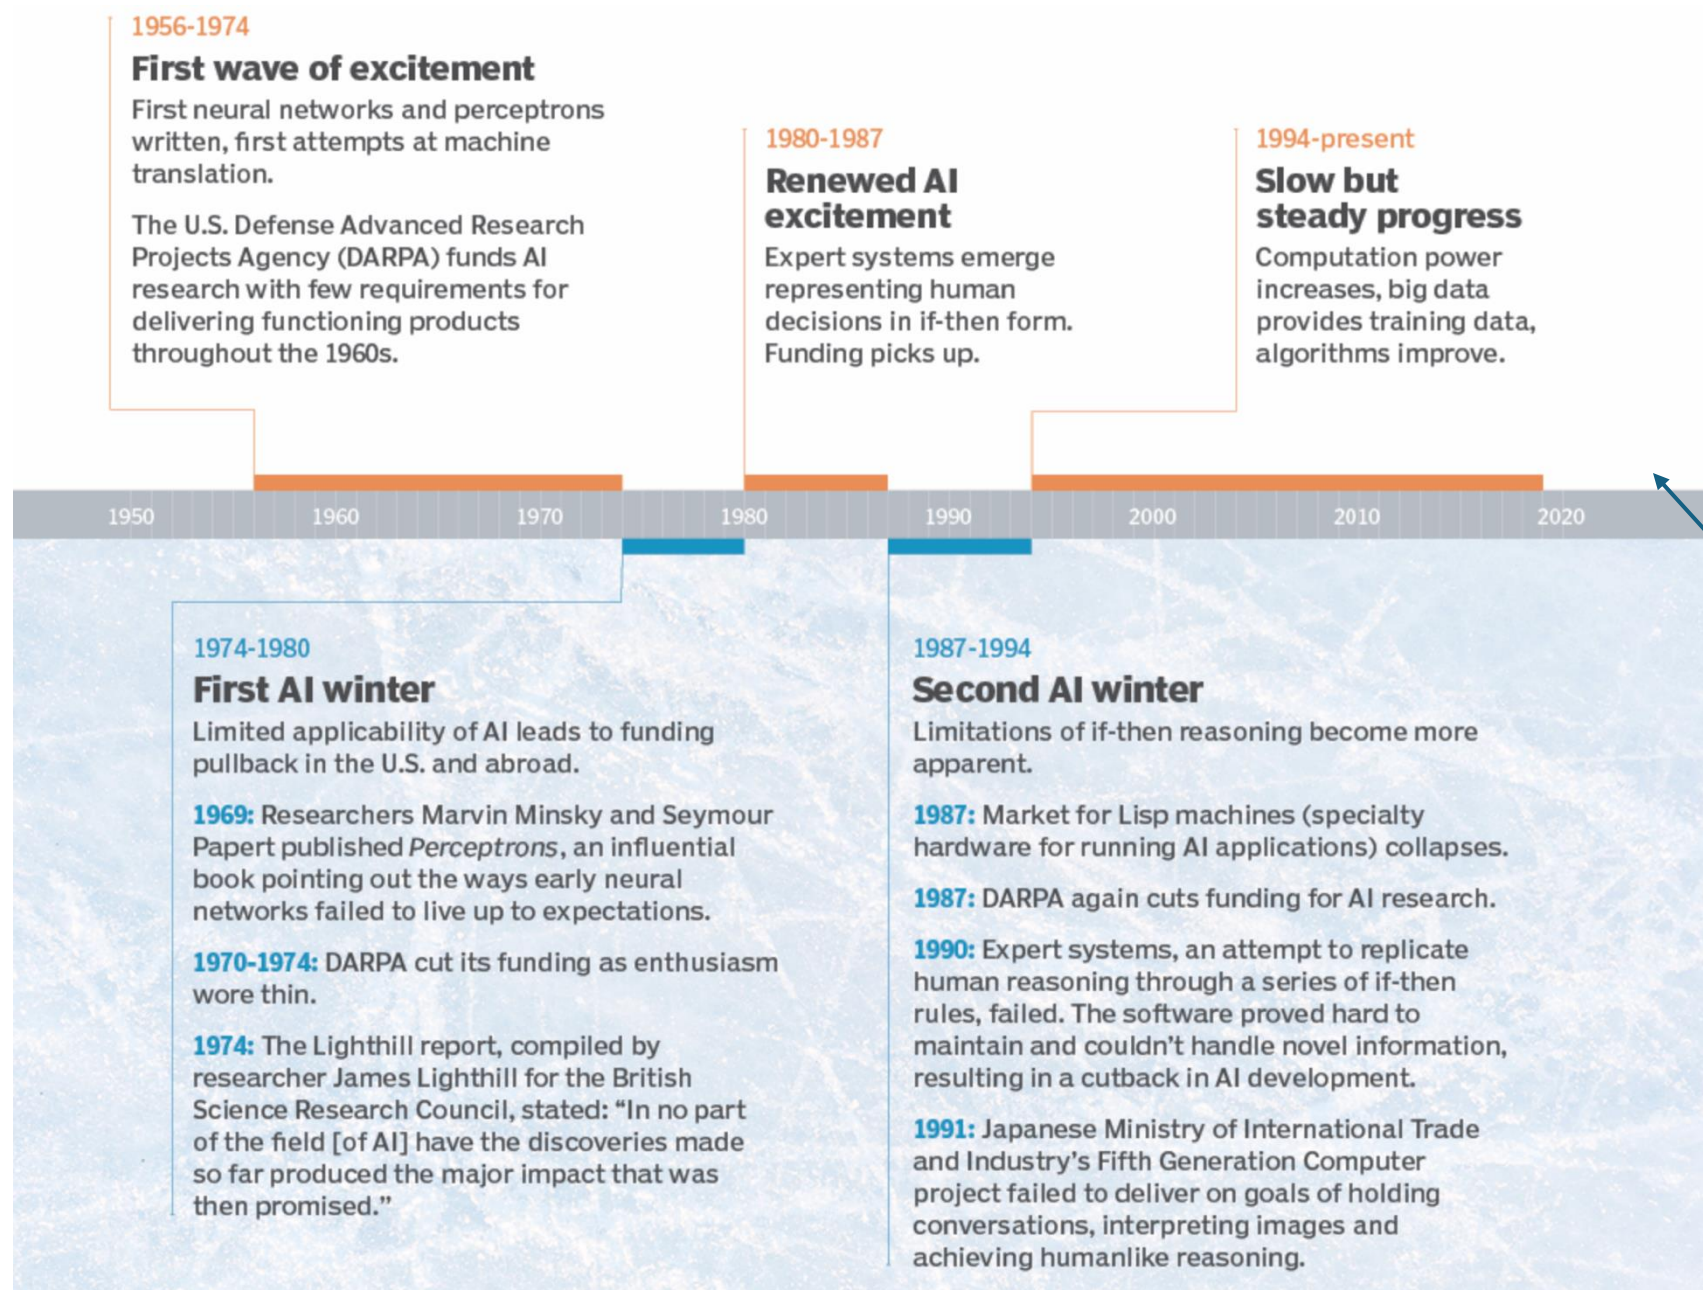 1956-1974
First wave of excitement
First neural networks and perceptrons
written, first attempts at machine
translation.
The U.S. Defense Advanced Research
Projects Agency (DARPA) funds AI
research with few requirements for
delivering functioning products
throughout the 1960s.
1980-1987
Renewed AI
excitement
Expert systems emerge
representing human
decisions in if-then form.
Funding picks up.
1994-present
Slow but
steady progress
Computation power
increases, big data
provides training data,
algorithms improve.
1950 1960 1970 1980 1990 2000 2010 2020
1974-1980
First AI winter
Limited applicability of AI leads to funding
pullback in the U.S. and abroad.
1969: Researchers Marvin Minsky and Seymour
Papert published Perceptrons, an influential
book pointing out the ways early neural
networks failed to live up to expectations.
1970-1974: DARPA cut its funding as enthusiasm
wore thin.
1974: The Lighthill report, compiled by
researcher James Lighthill for the British
Science Research Council, stated: “In no part
of the field [of AI] have the discoveries made
so far produced the major impact that was
then promised.”
1987-1994
Second AI winter
Limitations of if-then reasoning become more
apparent.
1987: Market for Lisp machines (specialty
hardware for running AI applications) collapses.
1987: DARPA again cuts funding for AI research.
1990: Expert systems, an attempt to replicate
human reasoning through a series of if-then
rules, failed. The software proved hard to
maintain and couldn’t handle novel information,
resulting in a cutback in AI development.
1991: Japanese Ministry of International Trade
and Industry’s Fifth Generation Computer
project failed to deliver on goals of holding
conversations, interpreting images and
achieving humanlike reasoning.